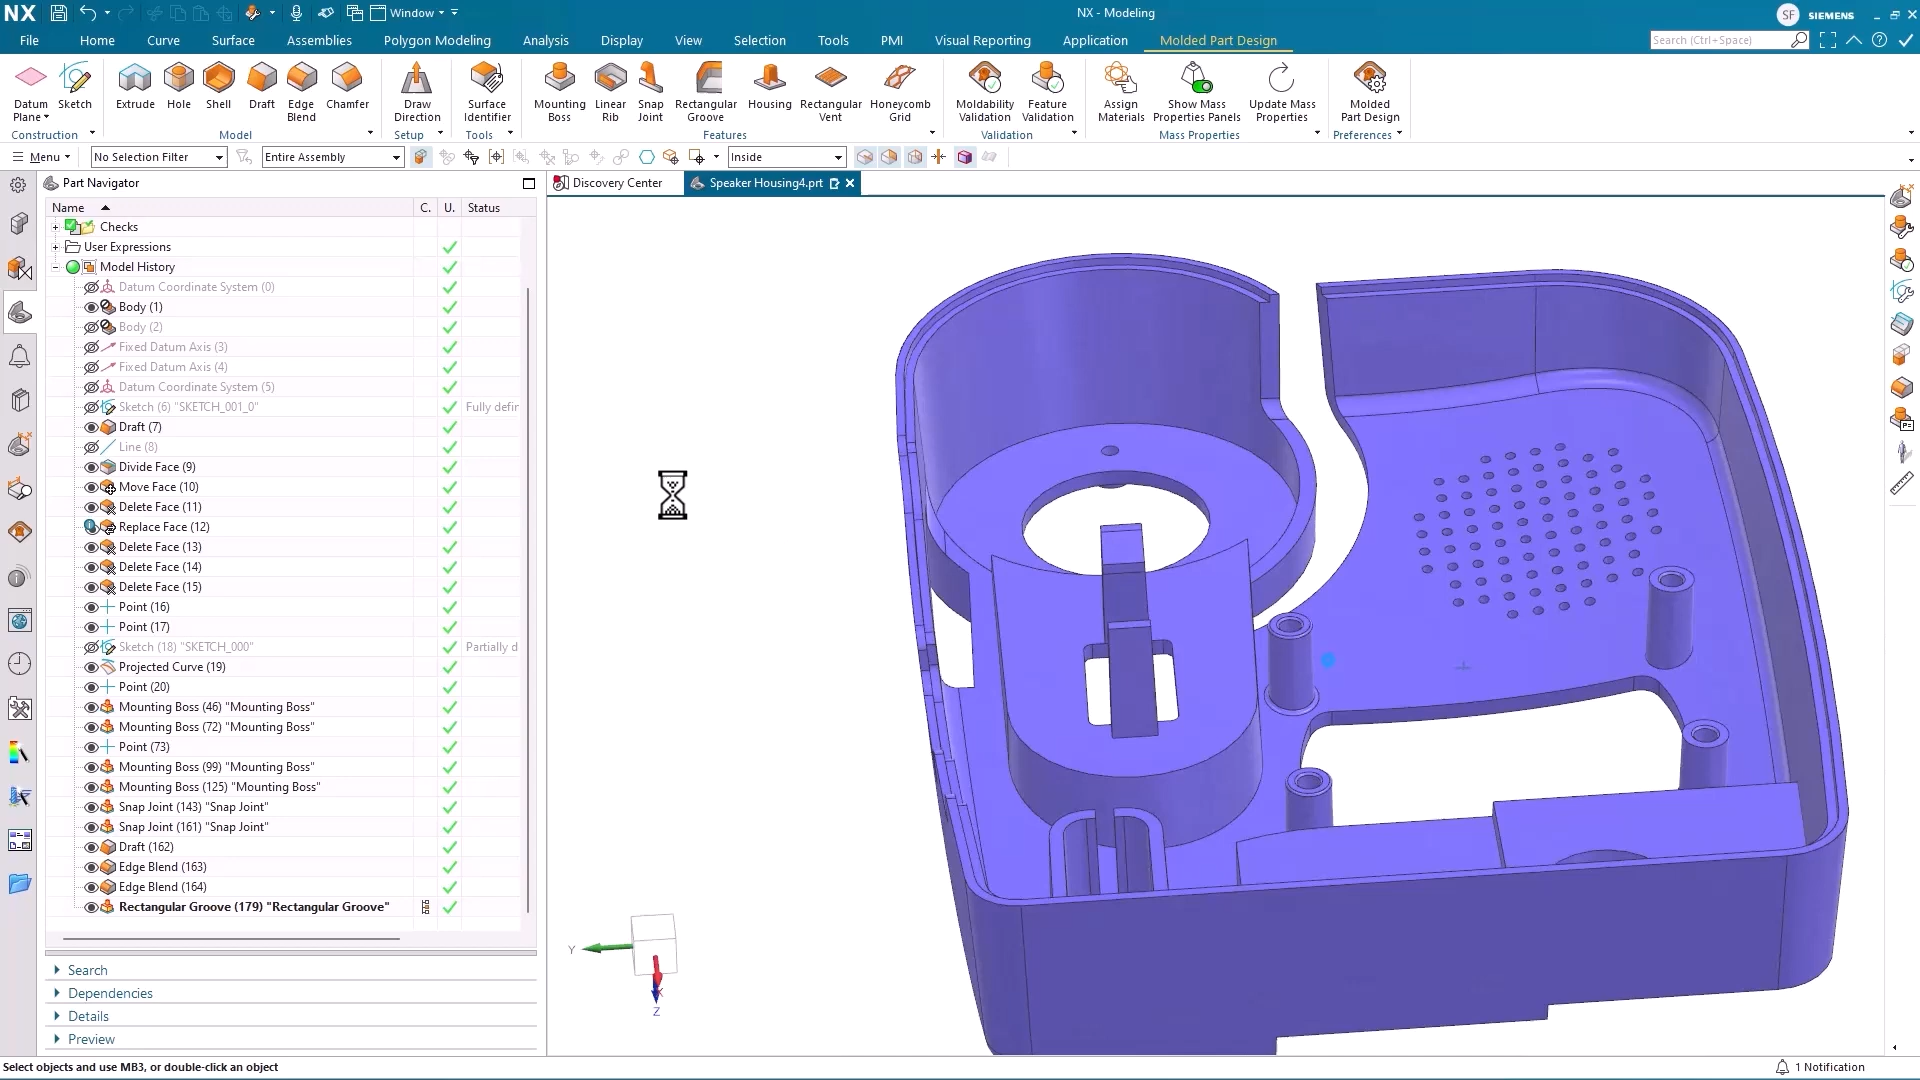 NX
Window
NX - Modeling
SF
SIEMENS
File
Home
Curve
Surface
Assemblies
Polygon Modeling
Analysis
Display
View
Selection
Tools
PMI
Visual Reporting
Application
Molded Part Design
Search (Ctrl+Space)
Datum Plane
Sketch
Extrude
Hole
Shell
Draft
Edge Blend
Chamfer
Draw Direction
Surface Identifier
Mounting Boss
Linear Rib
Snap Joint
Rectangular Groove
Housing
Rectangular Vent
Honeycomb Grid
Moldability Validation
Feature Validation
Assign Materials
Show Mass Properties Panels
Update Mass Properties
Molded Part Design
Construction
Model
Setup
Tools
Features
Validation
Mass Properties
Preferences
Menu
No Selection Filter
Entire Assembly
Inside
Part Navigator
Discovery Center
Speaker Housing4.prt
Name
C.
U.
Status
Checks
User Expressions
Model History
Datum Coordinate System (0)
Body (1)
Body (2)
Fixed Datum Axis (3)
Fixed Datum Axis (4)
Datum Coordinate System (5)
Sketch (6) "SKETCH_001_0" Fully defin
Draft (7)
Line (8)
Divide Face (9)
Move Face (10)
Delete Face (11)
Replace Face (12)
Delete Face (13)
Delete Face (14)
Delete Face (15)
Point (16)
Point (17)
Sketch (18) "SKETCH_000" Partially d
Projected Curve (19)
Point (20)
Mounting Boss (46) "Mounting Boss"
Mounting Boss (72) "Mounting Boss"
Point (73)
Mounting Boss (99) "Mounting Boss"
Mounting Boss (125) "Mounting Boss"
Snap Joint (143) "Snap Joint"
Snap Joint (161) "Snap Joint"
Draft (162)
Edge Blend (163)
Edge Blend (164)
Rectangular Groove (179) "Rectangular Groove"
Search
Dependencies
Details
Preview
Y
X
Z
Select objects and use MB3, or double-click an object
1 Notification